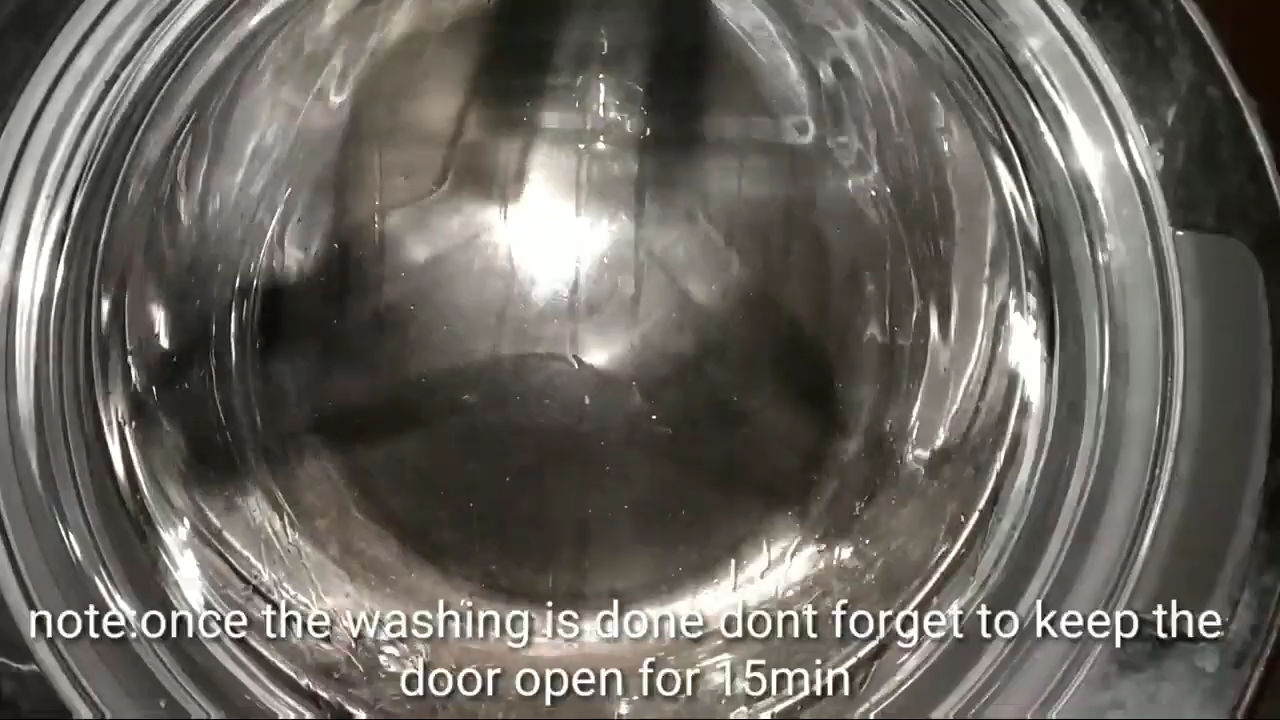 note:once the washing is done dont forget to keep the
door open for 15min